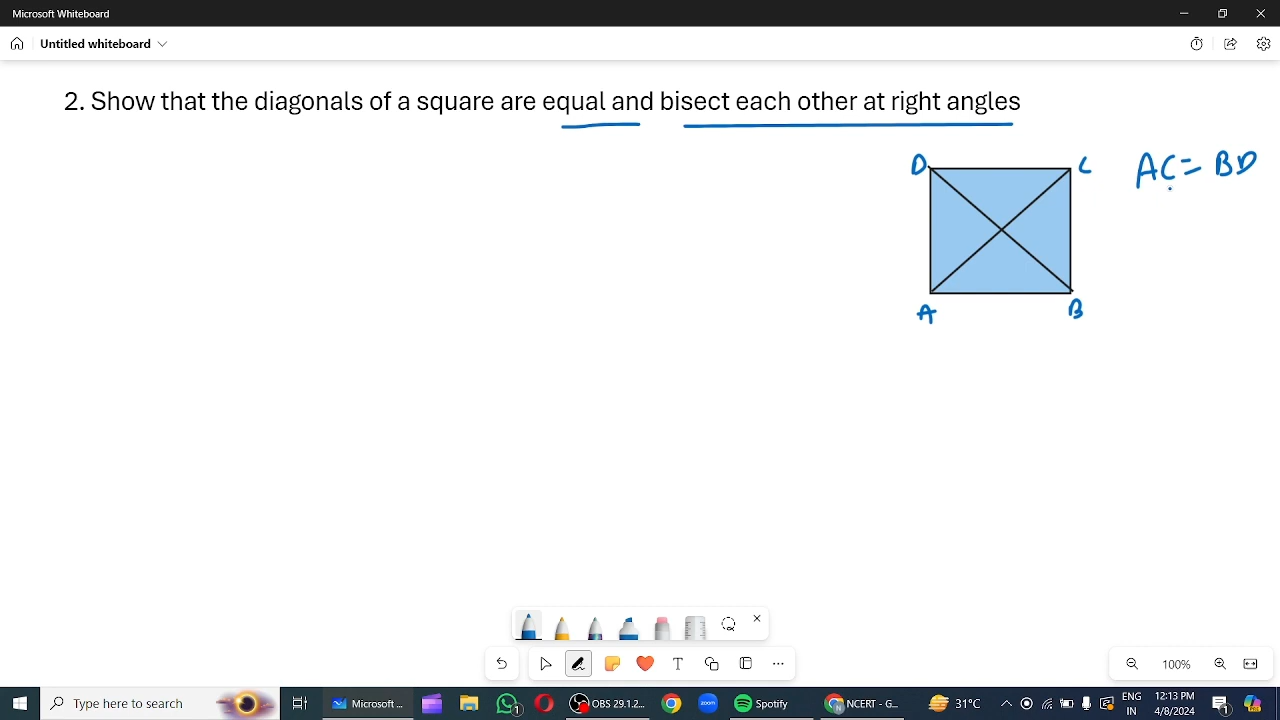 Microsoft Whiteboard
Untitled whiteboard
2. Show that the diagonals of a square are equal and bisect each other at right angles
D C AC = BD
A B
T
100%
Type here to search
Microsoft ...
OBS 29.1.2...
zoom
Spotify
NCERT - G...
31°C
ENG
IN
12:13 PM
4/8/2024